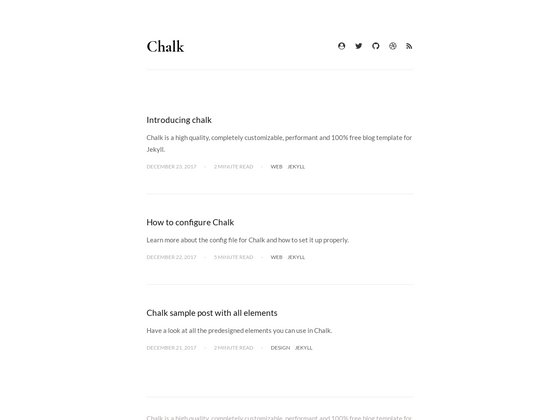 Chalk
Introducing chalk
Chalk is a high quality, completely customizable, performant and 100% free blog template for
Jekyll.
DECEMBER 23, 2017 · 2 MINUTE READ · WEB JEKYLL
How to configure Chalk
Learn more about the config file for Chalk and how to set it up properly.
DECEMBER 22, 2017 · 5 MINUTE READ · WEB JEKYLL
Chalk sample post with all elements
Have a look at all the predesigned elements you can use in Chalk.
DECEMBER 21, 2017 · 2 MINUTE READ · DESIGN JEKYLL
Chalk is a high quality, completely customizable, performant and 100% free blog template for